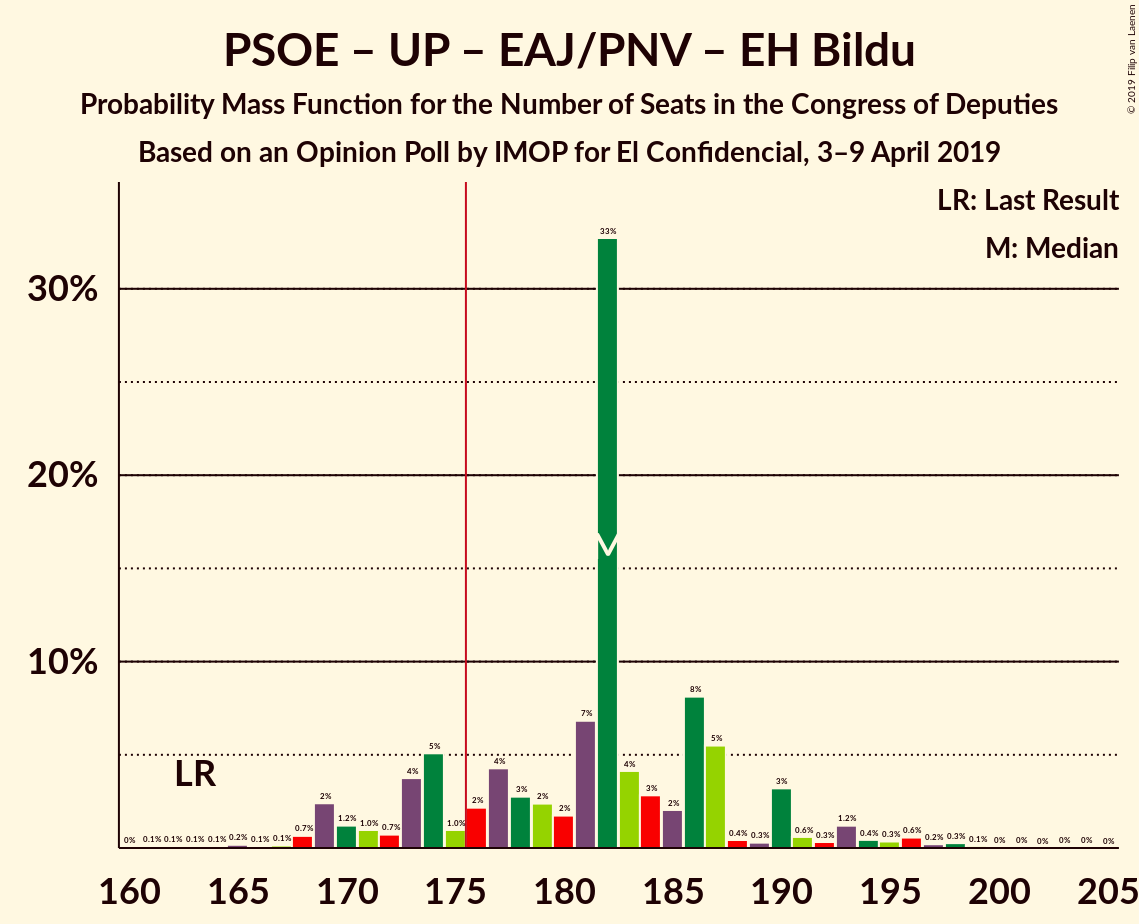 PSOE – UP – EAJ/PNV – EH Bildu
Probability Mass Function for the Number of Seats in the Congress of Deputies
Based on an Opinion Poll by IMOP for El Confidencial, 3–9 April 2019
© 2019 Filip van Laenen
LR: Last Result
M: Median
30%
20%
10%
LR
0% 0.1% 0.1% 0.1% 0.1% 0.2% 0.1% 0.1% 0.7% 2% 1.2% 1.0% 0.7% 4% 5% 1.0% 2% 4% 3% 2% 2% 7% 33% 4% 3% 2% 8% 5% 0.4% 0.3% 3% 0.6% 0.3% 1.2% 0.4% 0.3% 0.6% 0.2% 0.3% 0.1% 0% 0% 0% 0% 0% 0%
160 165 170 175 180 185 190 195 200 205